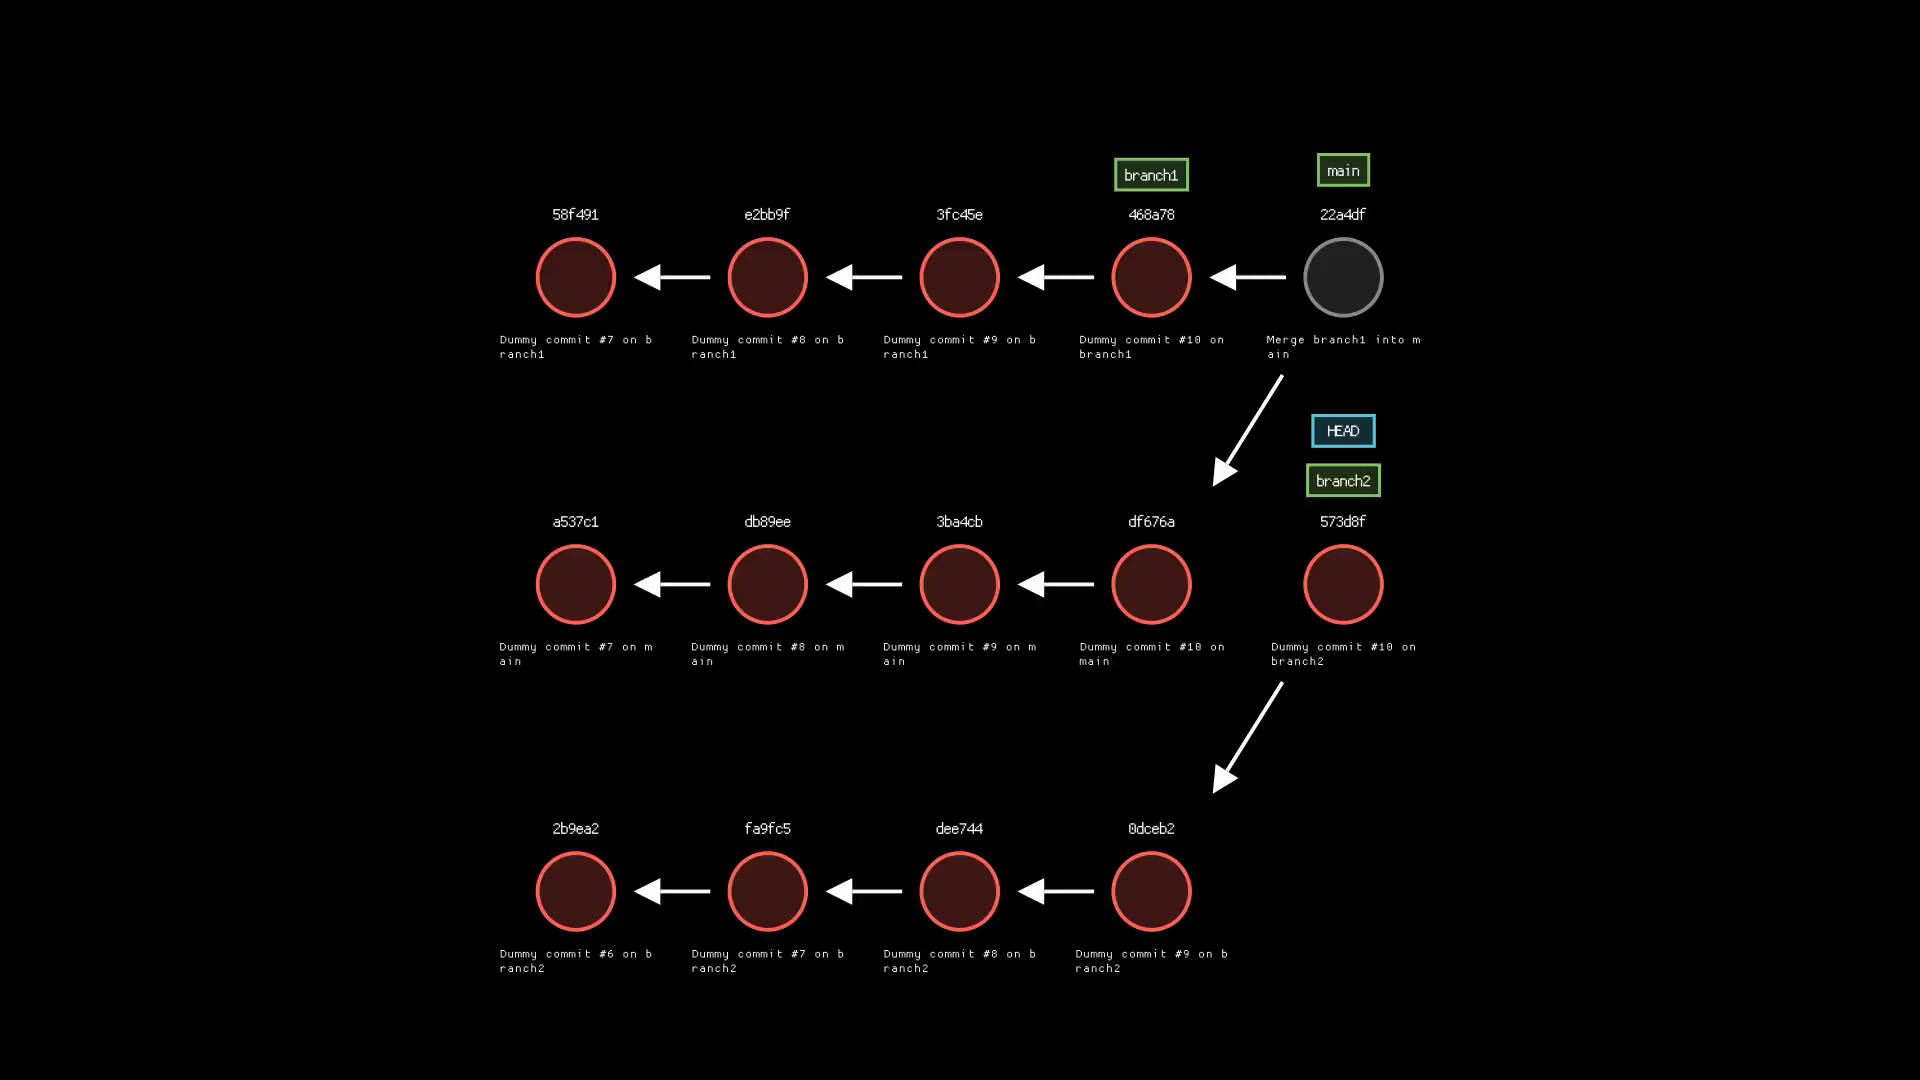 branch1
main
58f491
e2bb9f
3fc45e
468a78
22a4df
Dummy commit #7 on b
ranch1
Dummy commit #8 on b
ranch1
Dummy commit #9 on b
ranch1
Dummy commit #10 on
branch1
Merge branch1 into m
ain
HEAD
branch2
a537c1
db89ee
3ba4cb
df676a
573d8f
Dummy commit #7 on m
ain
Dummy commit #8 on m
ain
Dummy commit #9 on m
ain
Dummy commit #10 on
main
Dummy commit #10 on
branch2
2b9ea2
fa9fc5
dee744
0dceb2
Dummy commit #6 on b
ranch2
Dummy commit #7 on b
ranch2
Dummy commit #8 on b
ranch2
Dummy commit #9 on b
ranch2